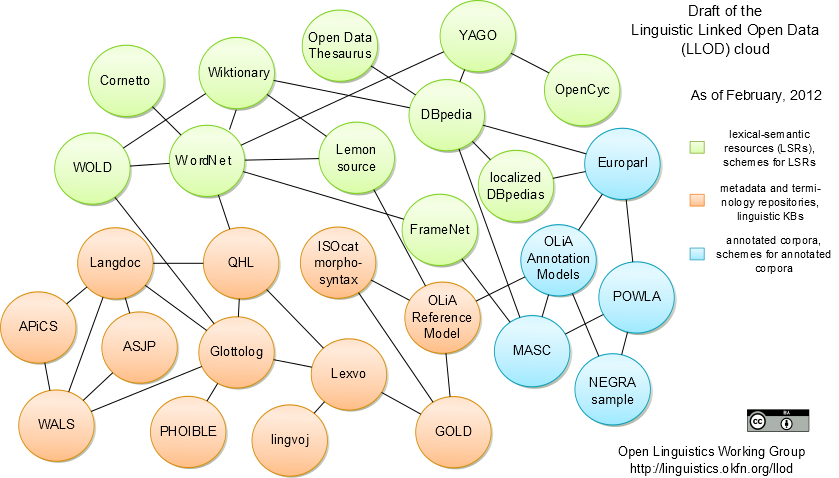 Draft of the
Linguistic Linked Open Data
(LLOD) cloud
As of February, 2012
lexical-semantic
resources (LSRs),
schemes for LSRs
metadata and termi-
nology repositories,
linguistic KBs
annotated corpora,
schemes for annotated
corpora
Open Data
Thesaurus
YAGO
Cornetto
Wiktionary
OpenCyc
DBpedia
WOLD
WordNet
Lemon
source
Europarl
localized
DBpedias
FrameNet
Langdoc
QHL
ISOcat
morpho-
syntax
OLiA
Annotation
Models
OLiA
Reference
Model
POWLA
APiCS
ASJP
Glottolog
MASC
Lexvo
NEGRA
sample
WALS
PHOIBLE
lingvoj
GOLD
cc
BA
Open Linguistics Working Group
http://linguistics.okfn.org/llod